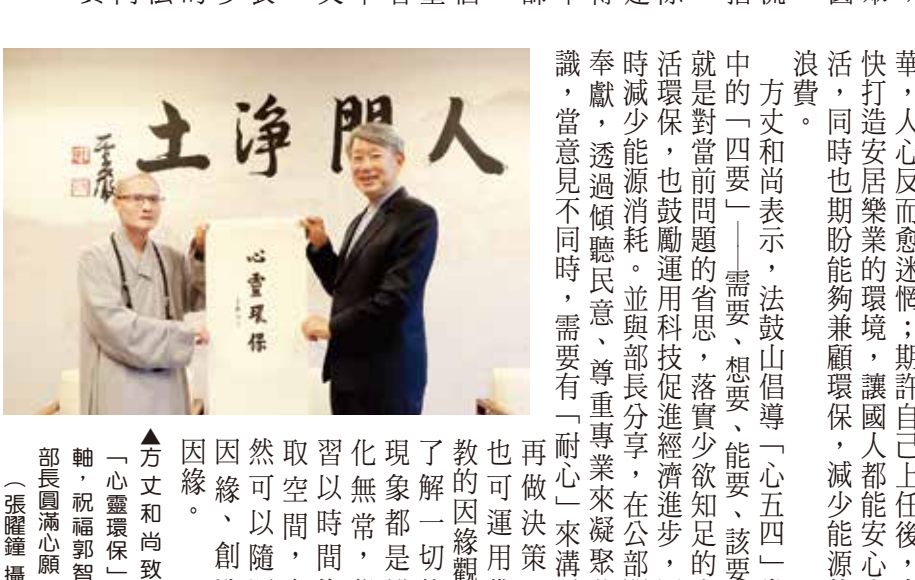 華，人心反而愈迷惘；期許自己上任後，
快打造安居樂業的環境，讓國人都能安心
活，同時也期盼能夠兼顧環保，減少能源
浪費。
方丈和尚表示，法鼓山倡導「心五四」
中的「四要」——需要、想要、能要、該要
就是對當前問題的省思，落實少欲知足的
活環保，也鼓勵運用科技促進經濟進步，
時減少能源消耗。並與部長分享，在公部
奉獻，透過傾聽民意、尊重專業來凝聚
識，當意見不同時，需要有「耐心」來溝
再做決策
也可運用
教的因緣觀
了解一切
現象都是
化無常，
習以時間
取空間，
然可以隨
因緣、創
因緣。
人間淨土
心靈環保
▲方丈和尚致
「心靈環保」
軸，祝福郭智
部長圓滿心願
（張曜鐘 攝